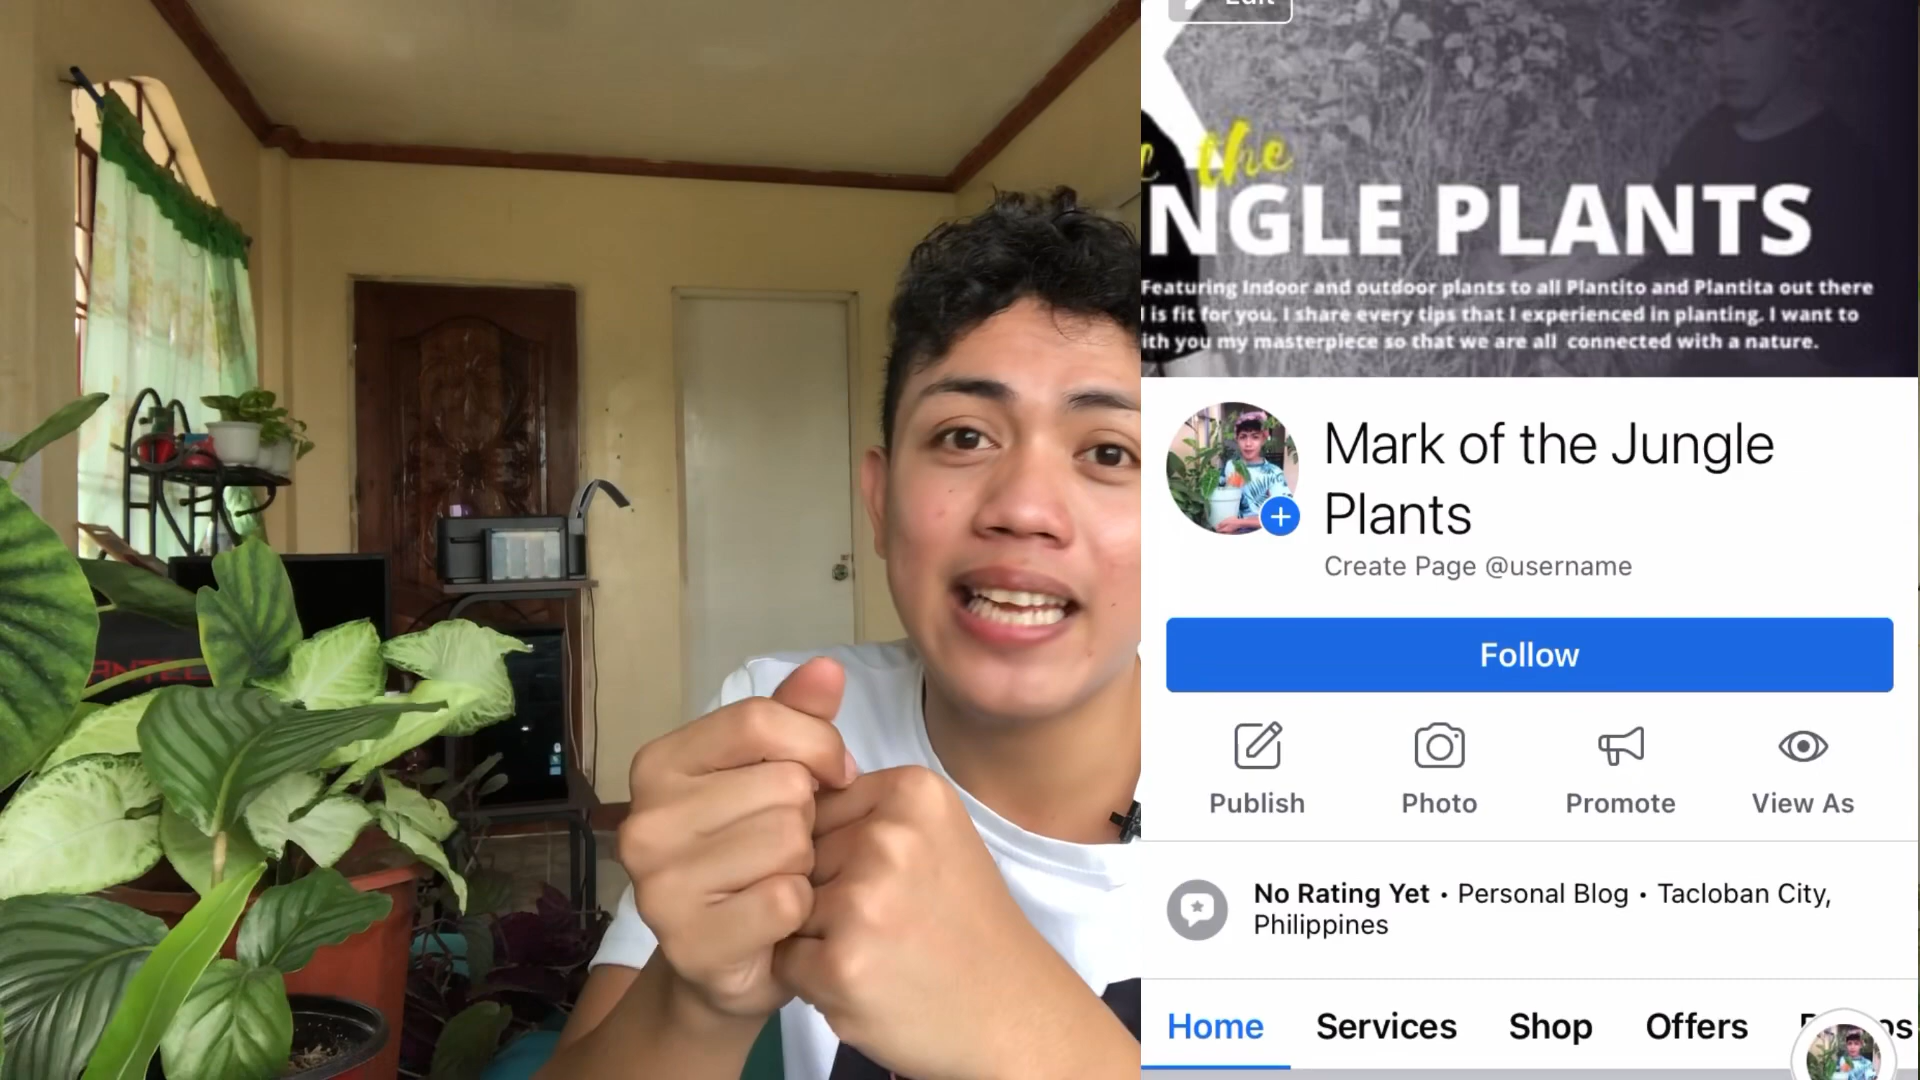 Edit
the
NGLE PLANTS
Featuring Indoor and outdoor plants to all Plantito and Plantita out there
is fit for you. I share every tips that I experienced in planting. I want to
ith you my masterpiece so that we are all connected with a nature.
Mark of the Jungle
Plants
Create Page @username
Follow
Publish Photo Promote View As
No Rating Yet • Personal Blog • Tacloban City,
Philippines
Home Services Shop Offers